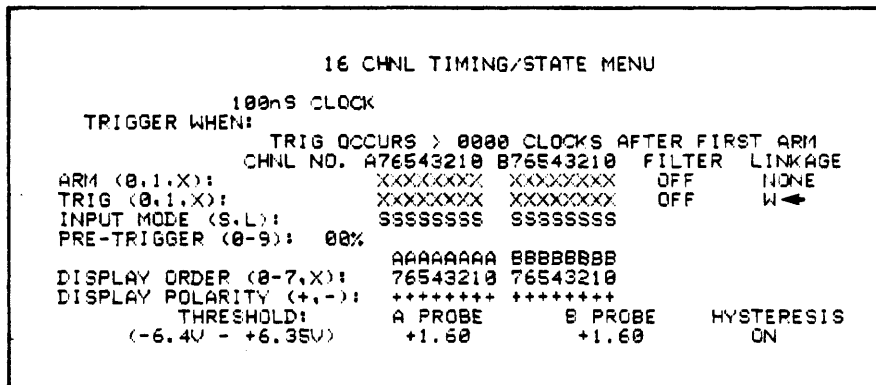 16 CHNL TIMING/STATE MENU
100nS CLOCK
TRIGGER WHEN:
TRIG OCCURS > 0000 CLOCKS AFTER FIRST ARM
CHNL NO. A76543210 B76543210 FILTER LINKAGE
ARM (0,1,X): XXXXXXXX XXXXXXXX OFF NONE
TRIG (0,1,X): XXXXXXXX XXXXXXXX OFF W
INPUT MODE (S,L): SSSSSSSS SSSSSSSS
PRE-TRIGGER (0-9): 00%
AAAAAAAA BBBBBBBB
DISPLAY ORDER (0-7,X): 76543210 76543210
DISPLAY POLARITY (+,-): ++++++++ ++++++++
THRESHOLD: A PROBE B PROBE HYSTERESIS
(-6.4V - +6.35V) +1.60 +1.60 ON